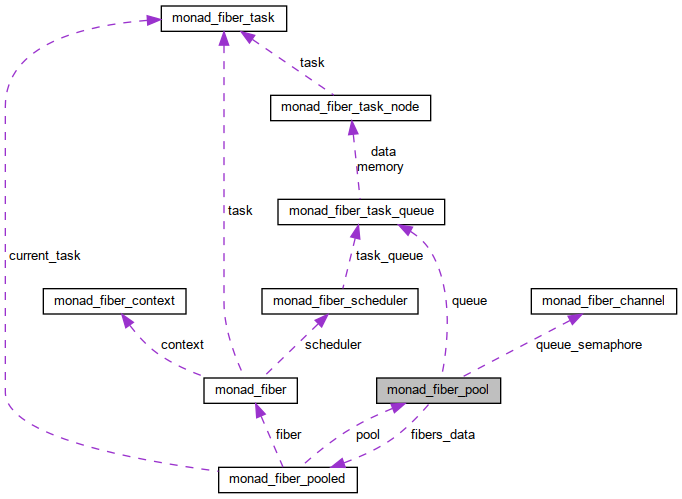 monad_fiber_task
task
monad_fiber_task_node
data
memory
task
monad_fiber_task_queue
current_task
task_queue
monad_fiber_context
monad_fiber_scheduler
queue
monad_fiber_channel
context
scheduler
queue_semaphore
monad_fiber
monad_fiber_pool
fiber
pool
fibers_data
monad_fiber_pooled